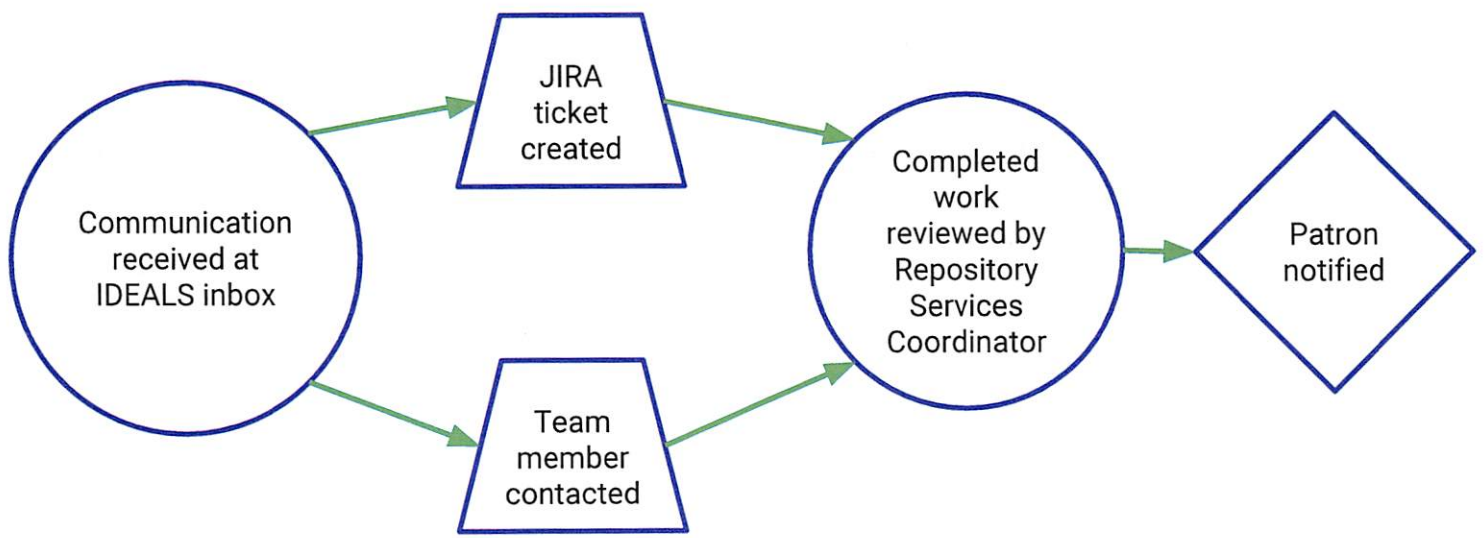 Communication
received at
IDEALS inbox
JIRA
ticket
created
Team
member
contacted
Completed
work
reviewed by
Repository
Services
Coordinator
Patron
notified